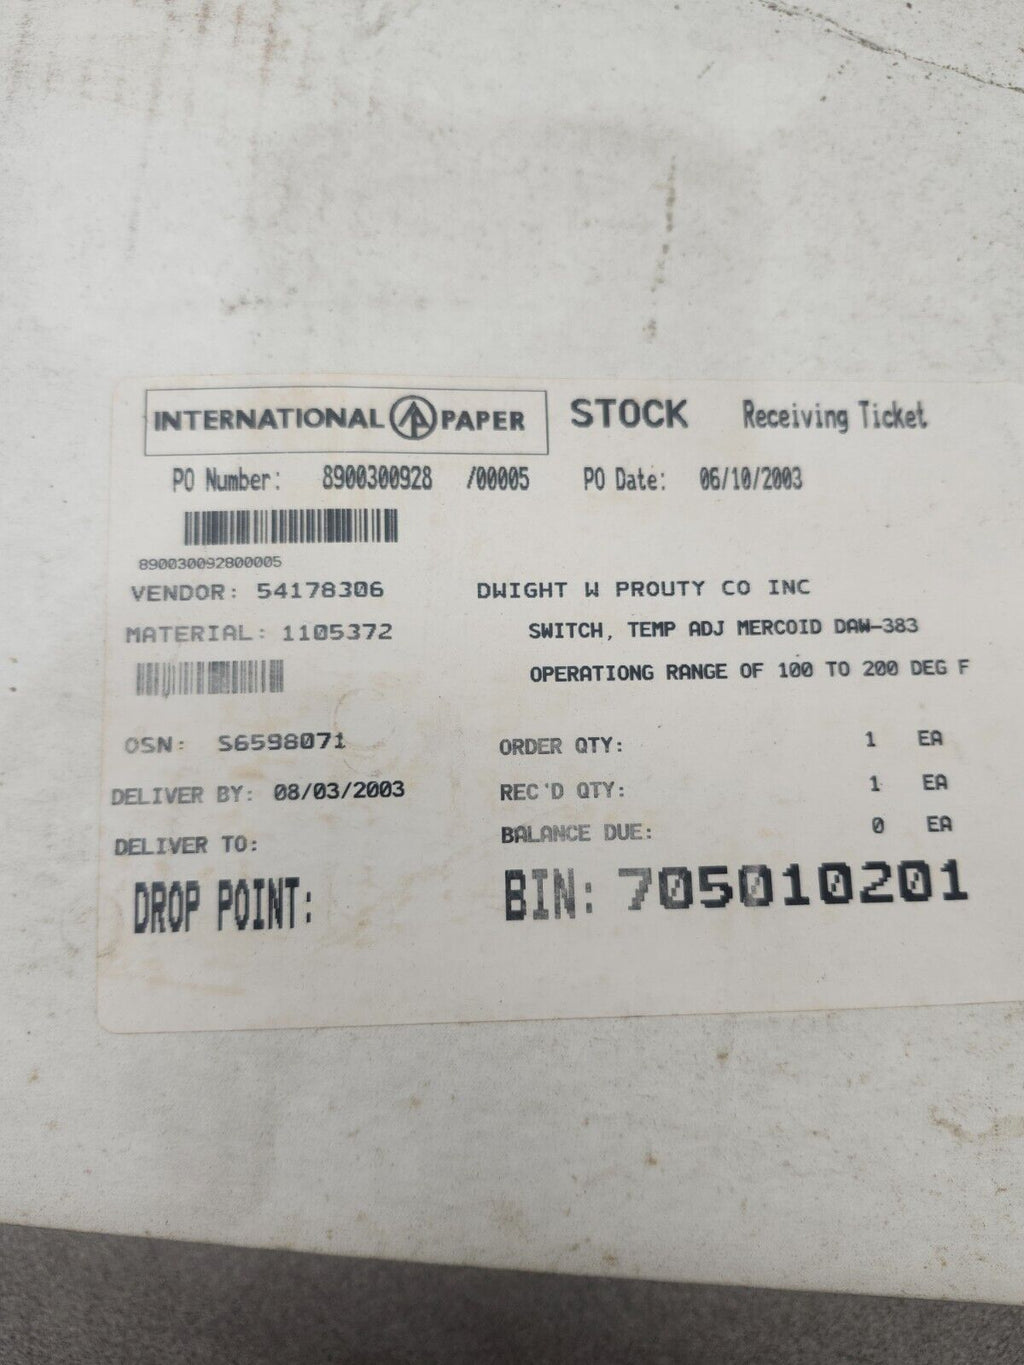 INTERNATIONAL PAPER STOCK Receiving Ticket
PO Number: 8900300928 /00005 PO Date: 06/10/2003
890030092800005
VENDOR: 54178306 DWIGHT W PROUTY CO INC
MATERIAL: 1105372 SWITCH, TEMP ADJ MERCOID DAW-383
OPERATIONG RANGE OF 100 TO 200 DEG F
OSN: S6598071 ORDER QTY: 1 EA
DELIVER BY: 08/03/2003 REC'D QTY: 1 EA
DELIVER TO: BALANCE DUE: 0 EA
DROP POINT: BIN: 705010201